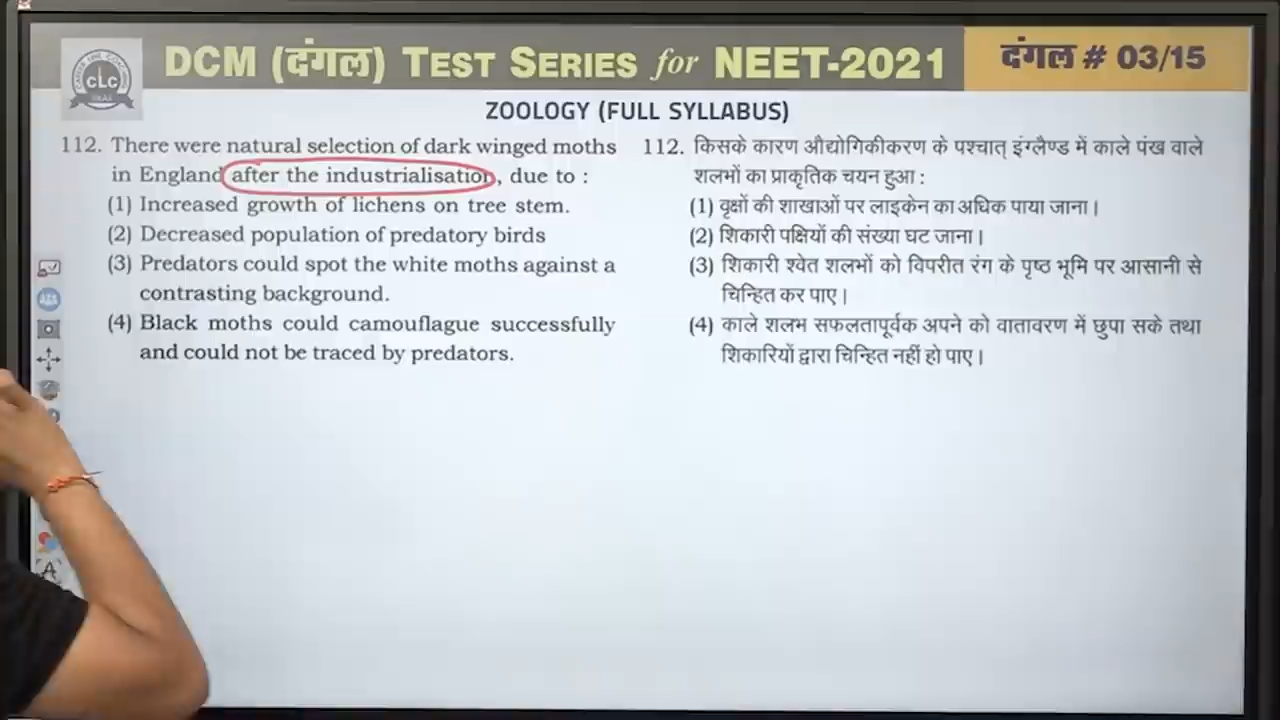 DCM (दंगल) TEST SERIES for NEET-2021
दंगल # 03/15
CLC
ZOOLOGY (FULL SYLLABUS)
112. There were natural selection of dark winged moths
in England after the industrialisation, due to :
(1) Increased growth of lichens on tree stem.
(2) Decreased population of predatory birds
(3) Predators could spot the white moths against a
contrasting background.
(4) Black moths could camouflague successfully
and could not be traced by predators.
112. किसके कारण औद्योगिकीकरण के पश्चात् इंग्लैण्ड में काले पंख वाले
शलभों का प्राकृतिक चयन हुआ :
(1) वृक्षों की शाखाओं पर लाइकेन का अधिक पाया जाना।
(2) शिकारी पक्षियों की संख्या घट जाना।
(3) शिकारी श्वेत शलभों को विपरीत रंग के पृष्ठ भूमि पर आसानी से
चिन्हित कर पाए।
(4) काले शलभ सफलतापूर्वक अपने को वातावरण में छुपा सके तथा
शिकारियों द्वारा चिन्हित नहीं हो पाए।
A